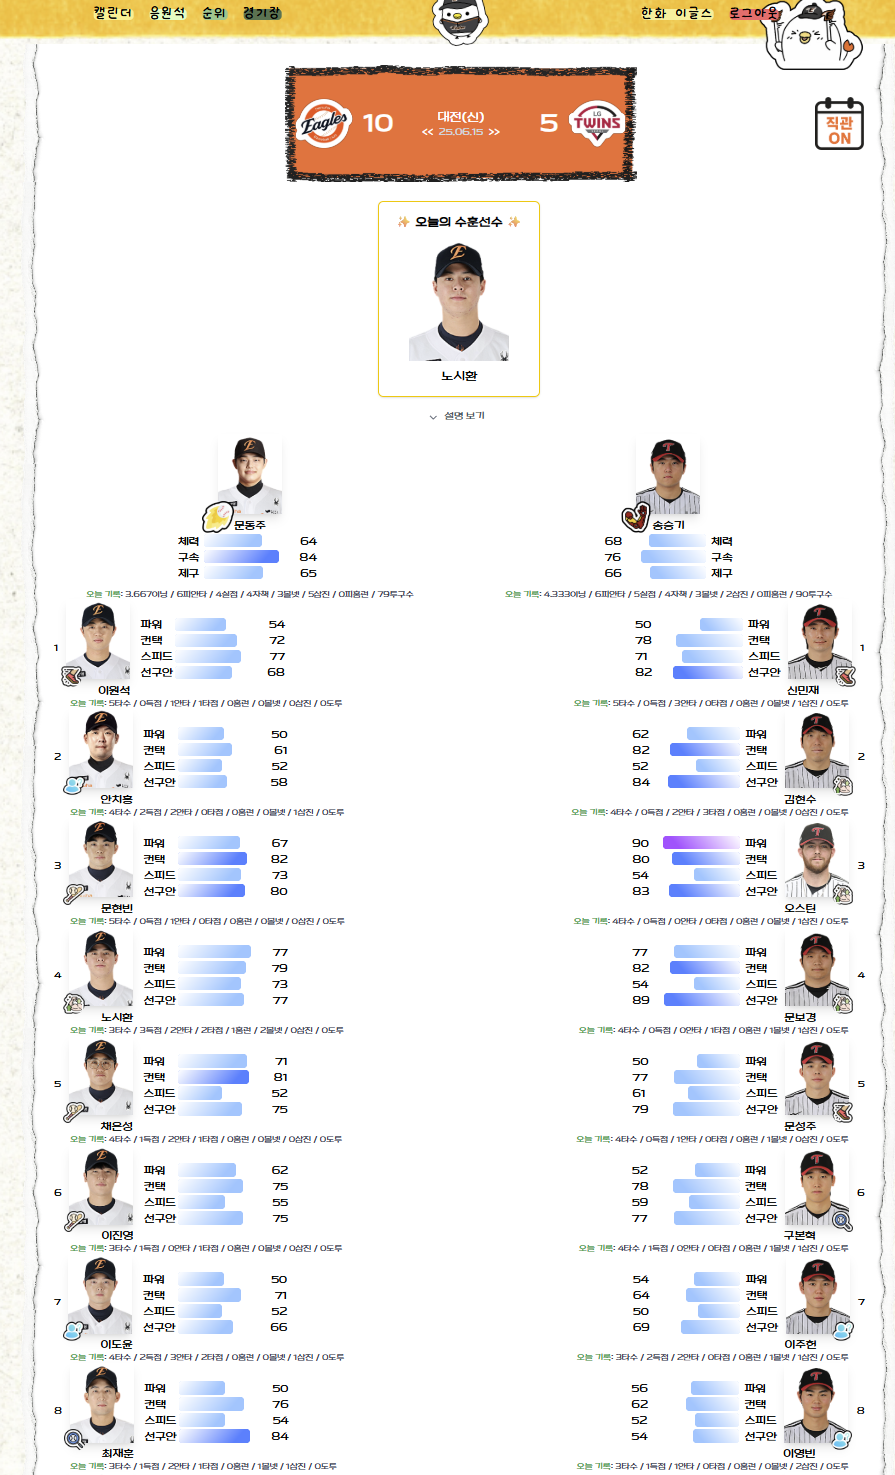 캘린더 응원석 순위 경기장
한화 이글스 로그아웃
Eagles 10 대전(신) 5 LG TWINS
<< 25.06.15 >>
직관
ON
✨ 오늘의 수훈선수 ✨
노시환
설명 보기
문동주
체력 64
구속 84
제구 65
오늘 기록: 3.667이닝 / 6피안타 / 4실점 / 4자책 / 3볼넷 / 5삼진 / 0피홈런 / 79투구수
송승기
68 체력
76 구속
66 제구
오늘 기록: 4.333이닝 / 6피안타 / 5실점 / 4자책 / 3볼넷 / 2삼진 / 0피홈런 / 90투구수
1
파워 54
컨택 72
스피드 77
선구안 68
이원석
오늘 기록: 5타수 / 0득점 / 1안타 / 1타점 / 0홈런 / 0볼넷 / 0삼진 / 0도루
50 파워
78 컨택
71 스피드
82 선구안
1
신민재
오늘 기록: 5타수 / 0득점 / 3안타 / 0타점 / 0홈런 / 0볼넷 / 1삼진 / 0도루
2
파워 50
컨택 61
스피드 52
선구안 58
안치홍
오늘 기록: 4타수 / 2득점 / 2안타 / 0타점 / 0홈런 / 0볼넷 / 1삼진 / 0도루
62 파워
82 컨택
52 스피드
84 선구안
2
김현수
오늘 기록: 4타수 / 0득점 / 2안타 / 3타점 / 0홈런 / 0볼넷 / 0삼진 / 0도루
3
파워 67
컨택 82
스피드 73
선구안 80
문현빈
오늘 기록: 5타수 / 0득점 / 1안타 / 0타점 / 0홈런 / 0볼넷 / 0삼진 / 0도루
90 파워
80 컨택
54 스피드
83 선구안
3
오스틴
오늘 기록: 4타수 / 0득점 / 0안타 / 0타점 / 0홈런 / 0볼넷 / 1삼진 / 0도루
4
파워 77
컨택 79
스피드 73
선구안 77
노시환
오늘 기록: 3타수 / 3득점 / 2안타 / 2타점 / 1홈런 / 2볼넷 / 0삼진 / 0도루
77 파워
82 컨택
54 스피드
89 선구안
4
문보경
오늘 기록: 4타수 / 0득점 / 0안타 / 1타점 / 0홈런 / 1볼넷 / 1삼진 / 0도루
5
파워 71
컨택 81
스피드 52
선구안 75
채은성
오늘 기록: 4타수 / 1득점 / 2안타 / 1타점 / 0홈런 / 0볼넷 / 0삼진 / 0도루
50 파워
77 컨택
61 스피드
79 선구안
5
문성주
오늘 기록: 4타수 / 0득점 / 1안타 / 0타점 / 0홈런 / 1볼넷 / 0삼진 / 0도루
6
파워 62
컨택 75
스피드 55
선구안 75
이진영
오늘 기록: 3타수 / 1득점 / 0안타 / 1타점 / 0홈런 / 0볼넷 / 0삼진 / 0도루
52 파워
78 컨택
59 스피드
77 선구안
6
구본혁
오늘 기록: 4타수 / 1득점 / 0안타 / 0타점 / 0홈런 / 1볼넷 / 1삼진 / 0도루
7
파워 50
컨택 71
스피드 52
선구안 66
이도윤
오늘 기록: 4타수 / 2득점 / 3안타 / 2타점 / 0홈런 / 0볼넷 / 1삼진 / 0도루
54 파워
64 컨택
50 스피드
69 선구안
7
이주헌
오늘 기록: 3타수 / 2득점 / 2안타 / 0타점 / 0홈런 / 1볼넷 / 1삼진 / 0도루
8
파워 50
컨택 76
스피드 54
선구안 84
최재훈
오늘 기록: 3타수 / 1득점 / 2안타 / 1타점 / 0홈런 / 1볼넷 / 1삼진 / 0도루
56 파워
62 컨택
52 스피드
54 선구안
8
이영빈
오늘 기록: 3타수 / 1득점 / 1안타 / 0타점 / 0홈런 / 0볼넷 / 2삼진 / 0도루